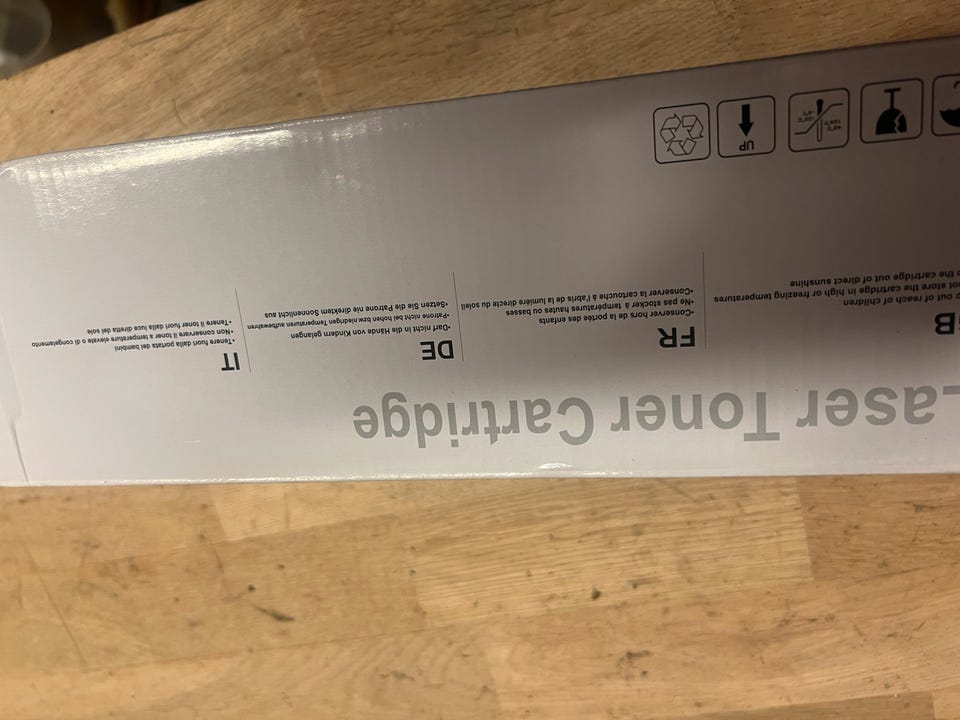 Laser Toner Cartridge
GB
out of reach of children
not store the cartridge in high or freezing temperatures
the cartridge out of direct sunshine
FR
•Conserver hors de la portée des enfants
•Ne pas stocker à températures hautes ou basses
•Conserver la cartouche à l'abris de la lumière directe du soleil
DE
•Darf nicht in die Hände von Kindern gelangen
•Patrone nicht bei hohen bzw.niedrigen Temperatures aufbewahren
•Setzen Sie die Patrone nie direktem Sonnenlicht aus
IT
•Tenere fuori dalla portata dei bambini
•Non conservare il toner a temperature elevate o di congelamento
•Tenere il toner fuori dalla luce diretta del sole
UP